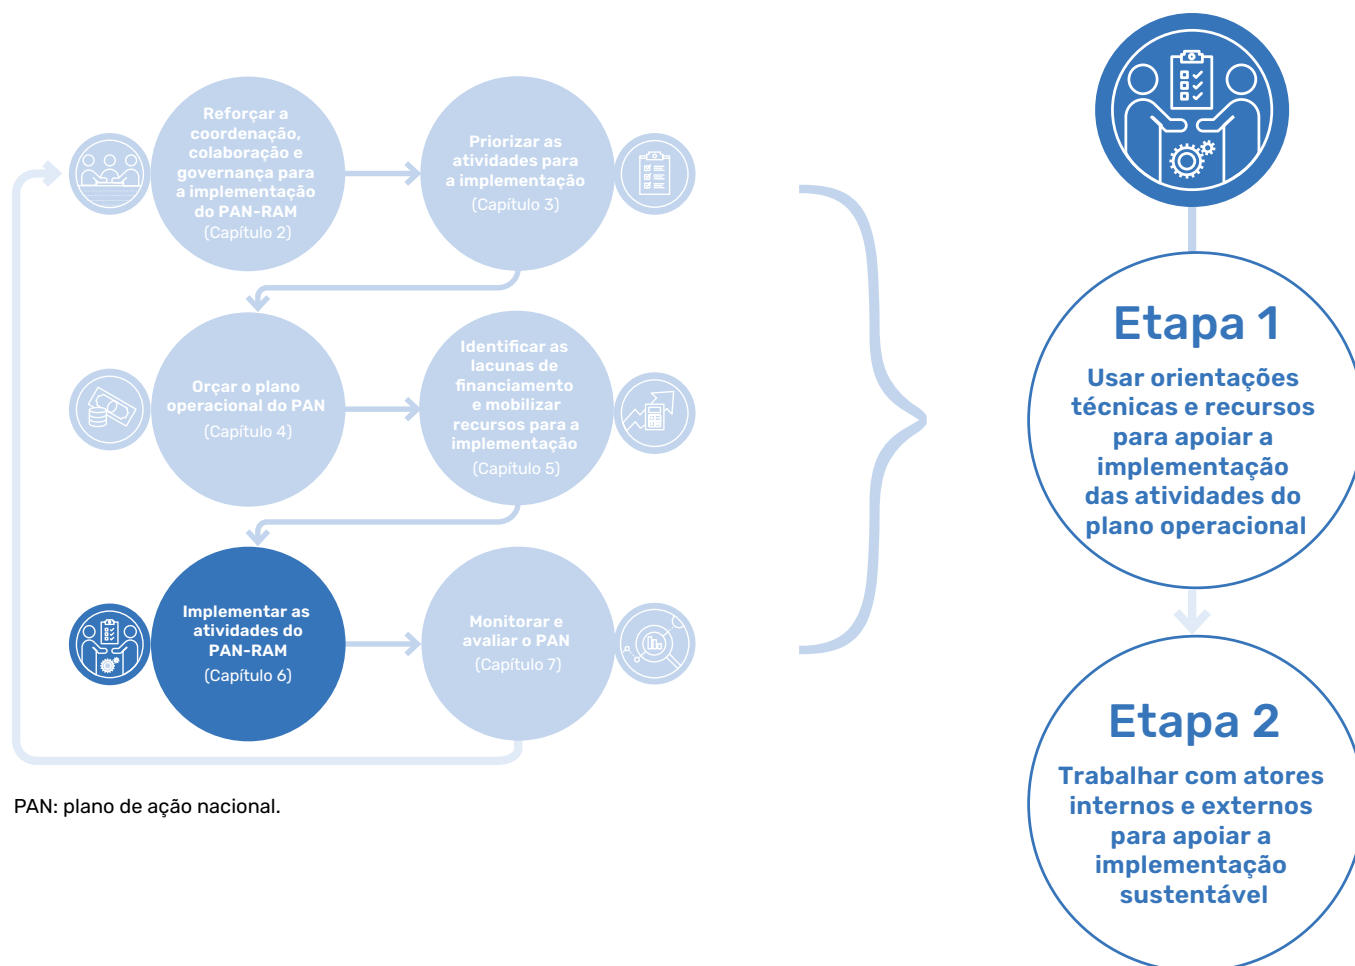 Reforçar a
coordenação,
colaboração e
governança para
a implementação
do PAN-RAM
(Capítulo 2)
Priorizar as
atividades para
a implementação
(Capítulo 3)
Orçar o plano
operacional do PAN
(Capítulo 4)
Identificar as
lacunas de
financiamento
e mobilizar
recursos para a
implementação
(Capítulo 5)
Implementar as
atividades do
PAN-RAM
(Capítulo 6)
Monitorar e
avaliar o PAN
(Capítulo 7)
PAN: plano de ação nacional.
Etapa 1
Usar orientações
técnicas e recursos
para apoiar a
implementação
das atividades do
plano operacional
Etapa 2
Trabalhar com atores
internos e externos
para apoiar a
implementação
sustentável